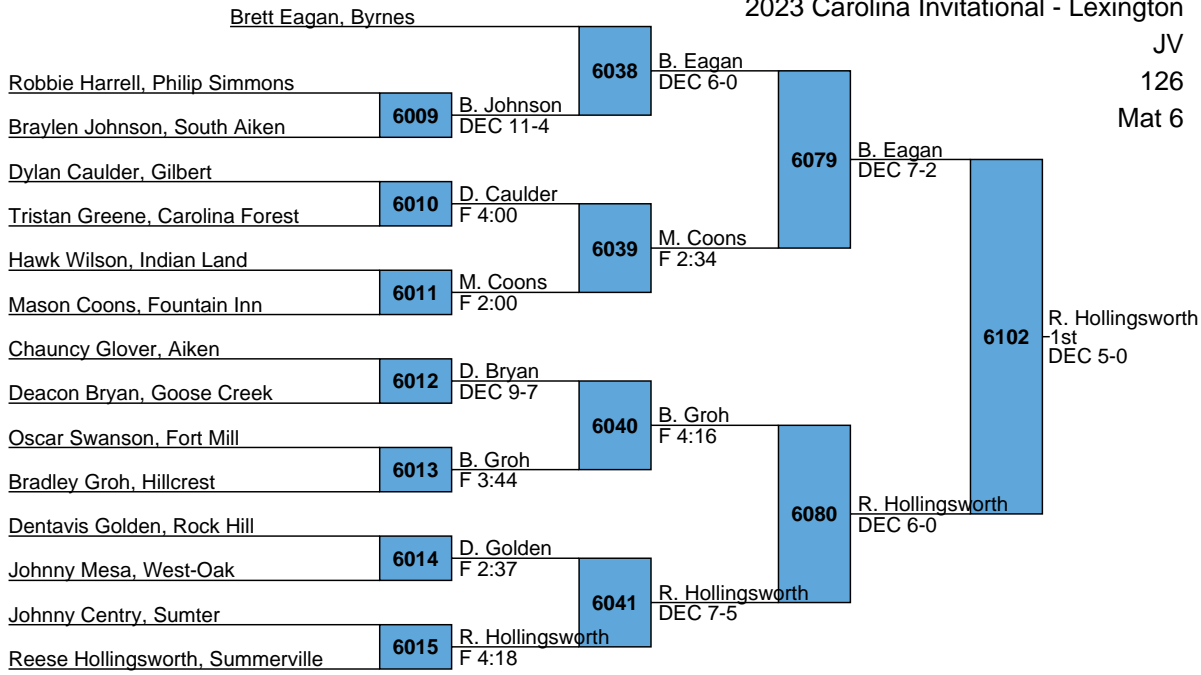 2023 Carolina Invitational - Lexington
JV
126
Mat 6
Brett Eagan, Byrnes
Robbie Harrell, Philip Simmons
Braylen Johnson, South Aiken
Dylan Caulder, Gilbert
Tristan Greene, Carolina Forest
Hawk Wilson, Indian Land
Mason Coons, Fountain Inn
Chauncy Glover, Aiken
Deacon Bryan, Goose Creek
Oscar Swanson, Fort Mill
Bradley Groh, Hillcrest
Dentavis Golden, Rock Hill
Johnny Mesa, West-Oak
Johnny Centry, Sumter
Reese Hollingsworth, Summerville
6009
6010
6011
6012
6013
6014
6015
B. Johnson
DEC 11-4
D. Caulder
F 4:00
M. Coons
F 2:00
D. Bryan
DEC 9-7
B. Groh
F 3:44
D. Golden
F 2:37
R. Hollingsworth
F 4:18
6038
6039
6040
6041
B. Eagan
DEC 6-0
M. Coons
F 2:34
B. Groh
F 4:16
R. Hollingsworth
DEC 7-5
6079
6080
B. Eagan
DEC 7-2
R. Hollingsworth
DEC 6-0
6102
R. Hollingsworth
1st
DEC 5-0